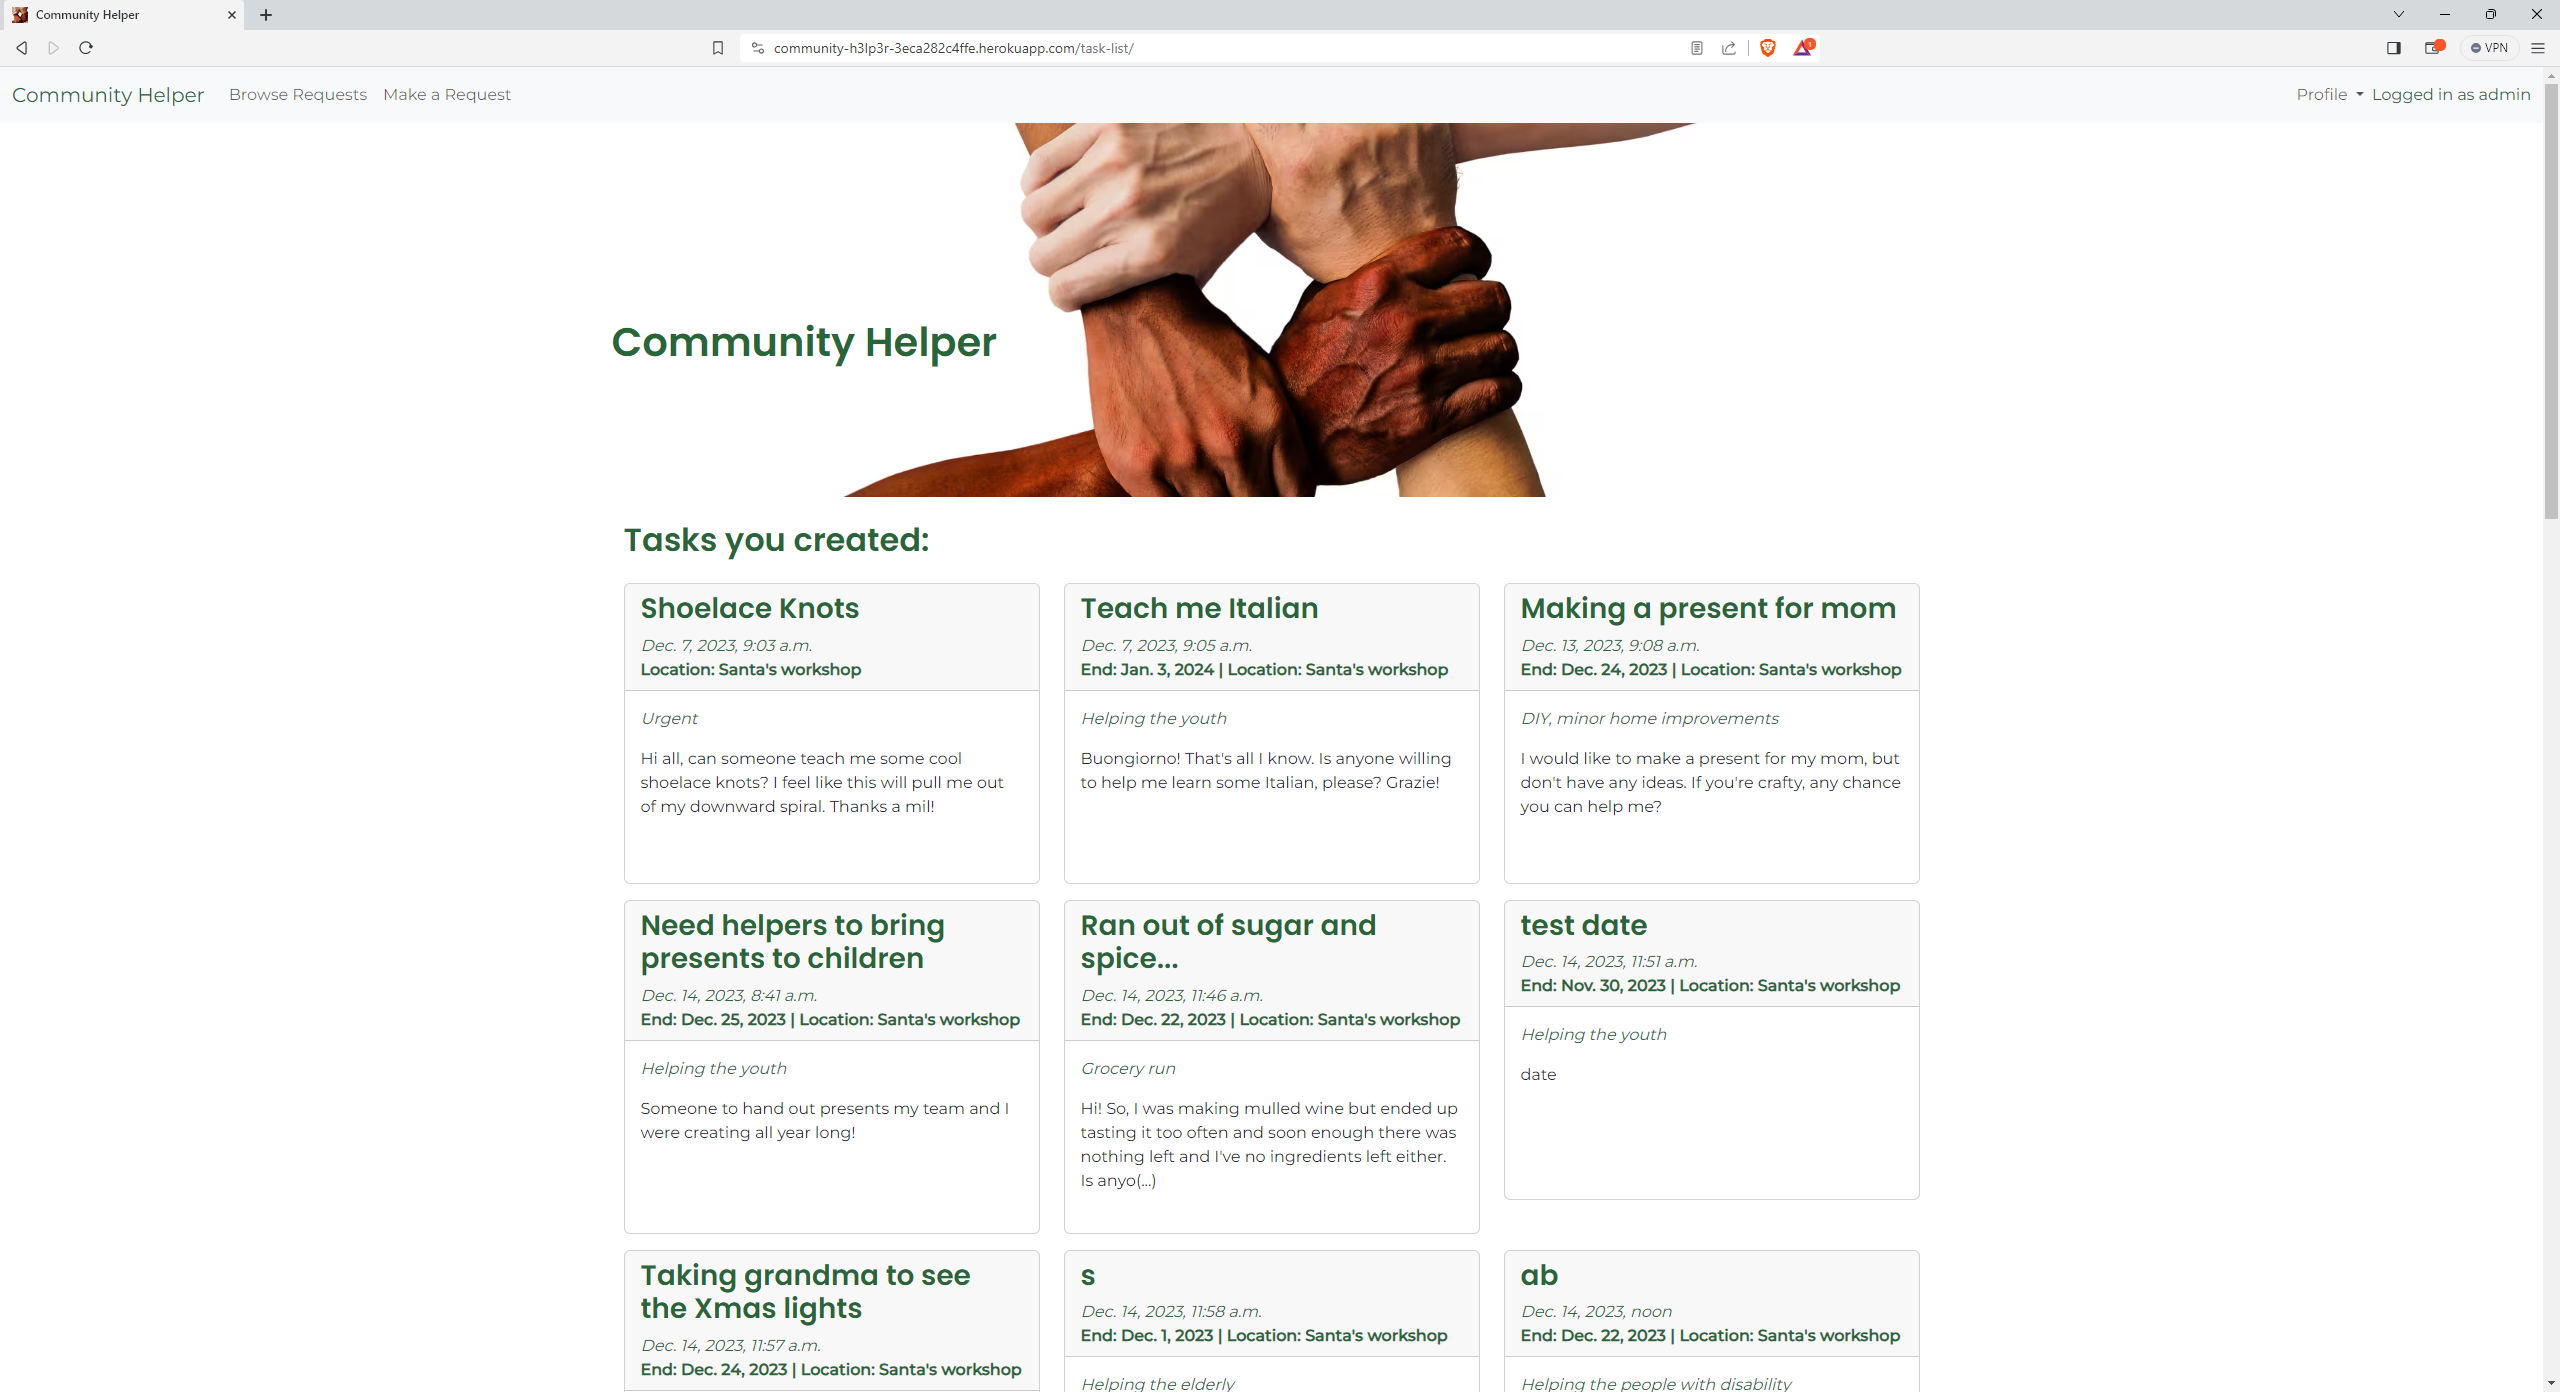 Community Helper
community-h3lp3r-3eca282c4ffe.herokuapp.com/task-list/
1
VPN
Community Helper Browse Requests Make a Request Profile Logged in as admin
Community Helper
Tasks you created:
Shoelace Knots
Dec. 7, 2023, 9:03 a.m.
Location: Santa's workshop
Urgent
Hi all, can someone teach me some cool
shoelace knots? I feel like this will pull me out
of my downward spiral. Thanks a mil!
Teach me Italian
Dec. 7, 2023, 9:05 a.m.
End: Jan. 3, 2024 | Location: Santa's workshop
Helping the youth
Buongiorno! That's all I know. Is anyone willing
to help me learn some Italian, please? Grazie!
Making a present for mom
Dec. 13, 2023, 9:08 a.m.
End: Dec. 24, 2023 | Location: Santa's workshop
DIY, minor home improvements
I would like to make a present for my mom, but
don't have any ideas. If you're crafty, any chance
you can help me?
Need helpers to bring
presents to children
Dec. 14, 2023, 8:41 a.m.
End: Dec. 25, 2023 | Location: Santa's workshop
Helping the youth
Someone to hand out presents my team and I
were creating all year long!
Ran out of sugar and
spice...
Dec. 14, 2023, 11:46 a.m.
End: Dec. 22, 2023 | Location: Santa's workshop
Grocery run
Hi! So, I was making mulled wine but ended up
tasting it too often and soon enough there was
nothing left and I've no ingredients left either.
Is anyo(...)
test date
Dec. 14, 2023, 11:51 a.m.
End: Nov. 30, 2023 | Location: Santa's workshop
Helping the youth
date
Taking grandma to see
the Xmas lights
Dec. 14, 2023, 11:57 a.m.
End: Dec. 24, 2023 | Location: Santa's workshop
s
Dec. 14, 2023, 11:58 a.m.
End: Dec. 1, 2023 | Location: Santa's workshop
Helping the elderly
ab
Dec. 14, 2023, noon
End: Dec. 22, 2023 | Location: Santa's workshop
Helping the people with disability